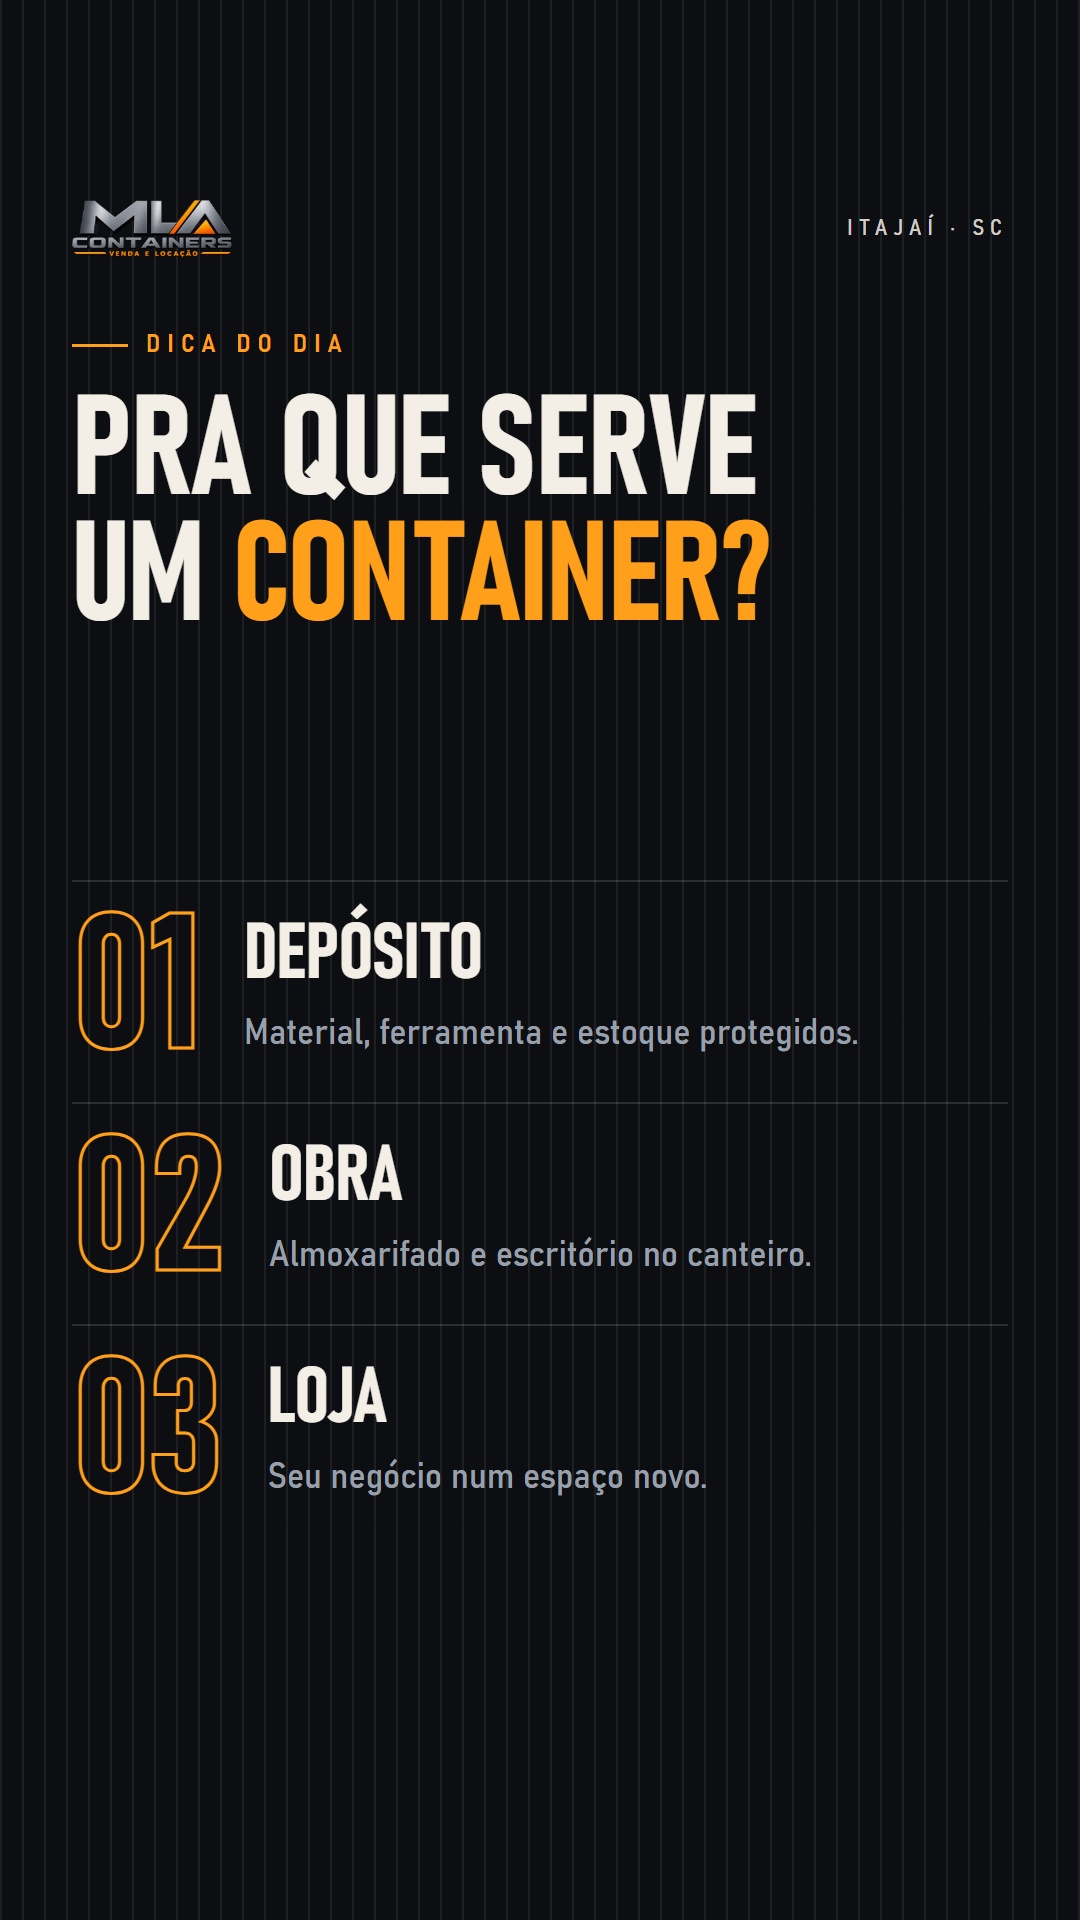 MLA
CONTAINERS
VENDA E LOCAÇÃO
ITAJAÍ · SC
DICA DO DIA
PRA QUE SERVE
UM CONTAINER?
01
DEPÓSITO
Material, ferramenta e estoque protegidos.
02
OBRA
Almoxarifado e escritório no canteiro.
03
LOJA
Seu negócio num espaço novo.